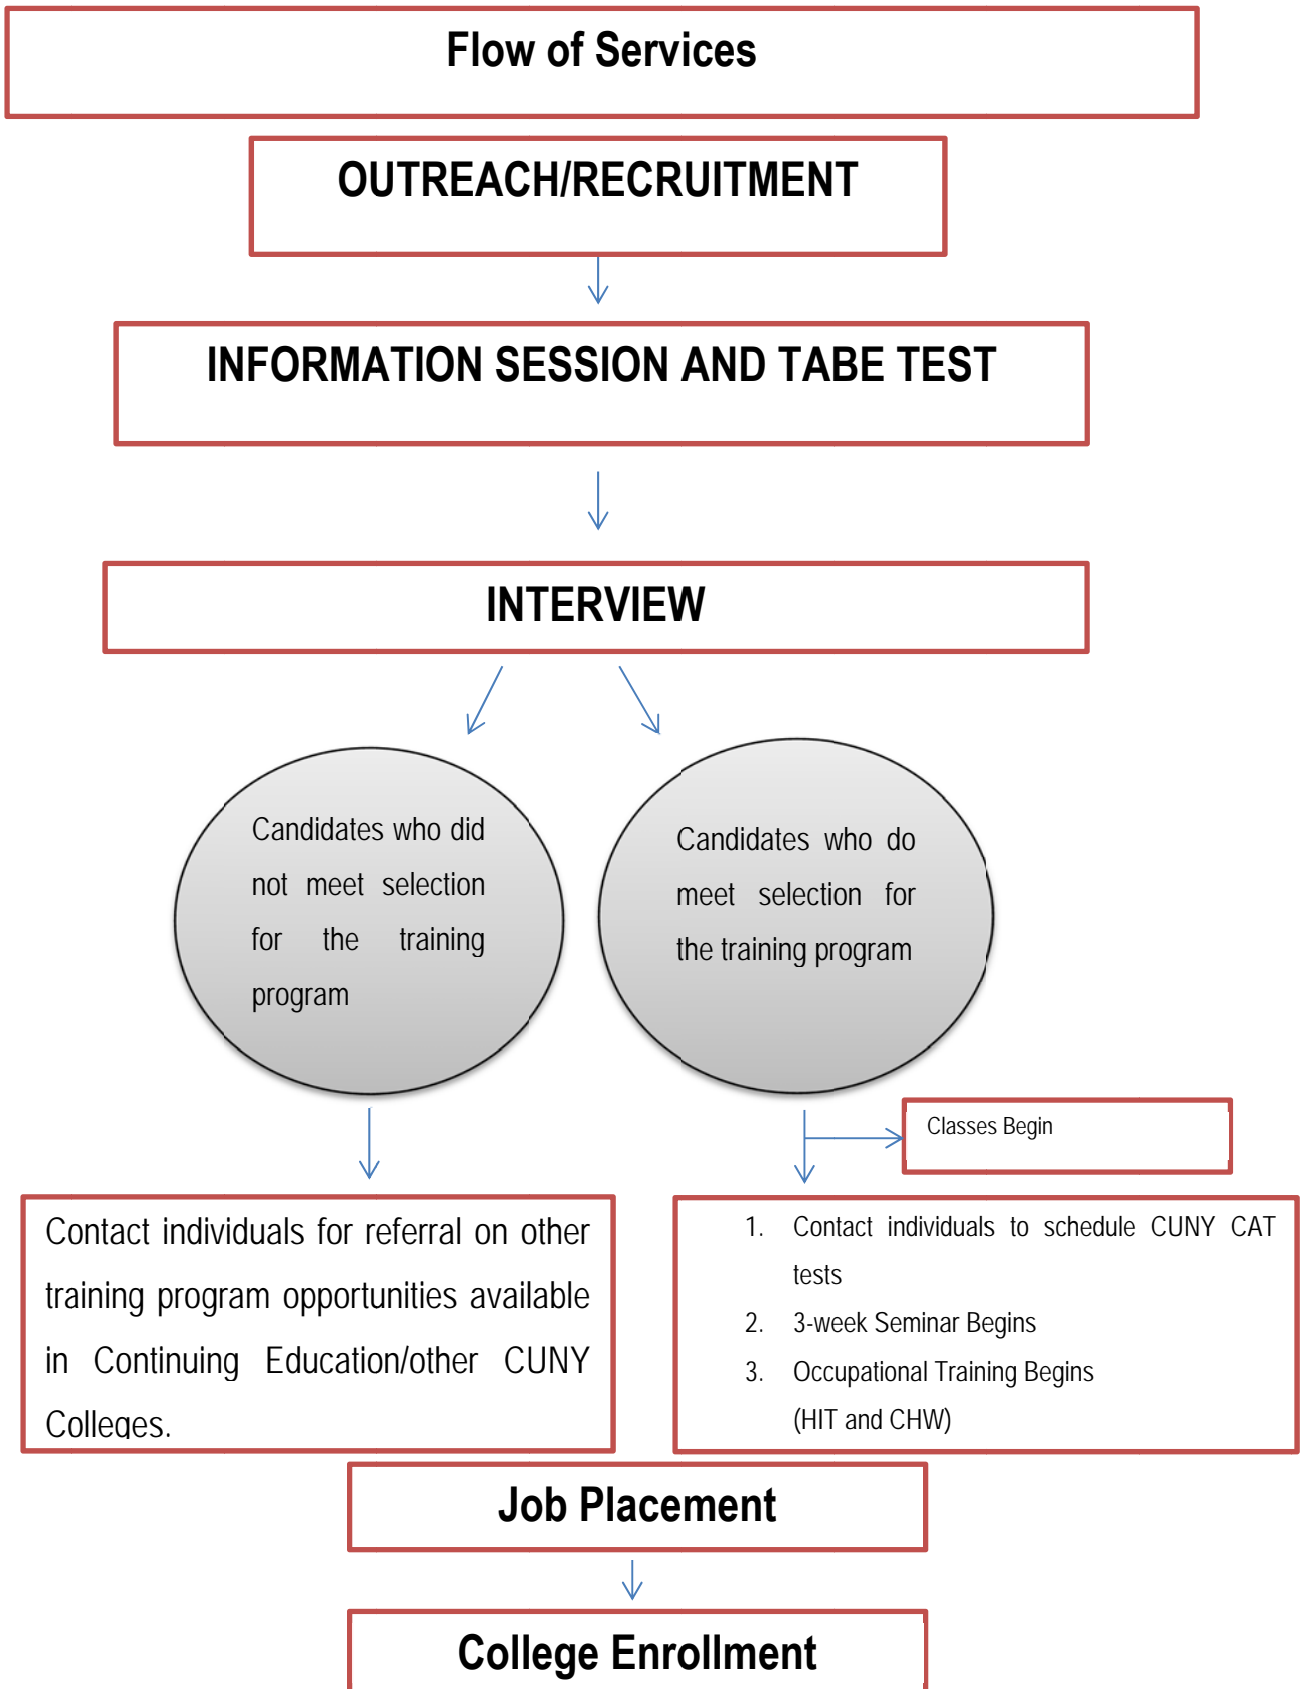 Flow of Services
OUTREACH/RECRUITMENT
INFORMATION SESSION AND TABE TEST
INTERVIEW
Candidates who did
not meet selection
for the training
program
Candidates who do
meet selection for
the training program
Classes Begin
Contact individuals for referral on other
training program opportunities available
in Continuing Education/other CUNY
Colleges.
1. Contact individuals to schedule CUNY CAT
tests
2. 3-week Seminar Begins
3. Occupational Training Begins
(HIT and CHW)
Job Placement
College Enrollment